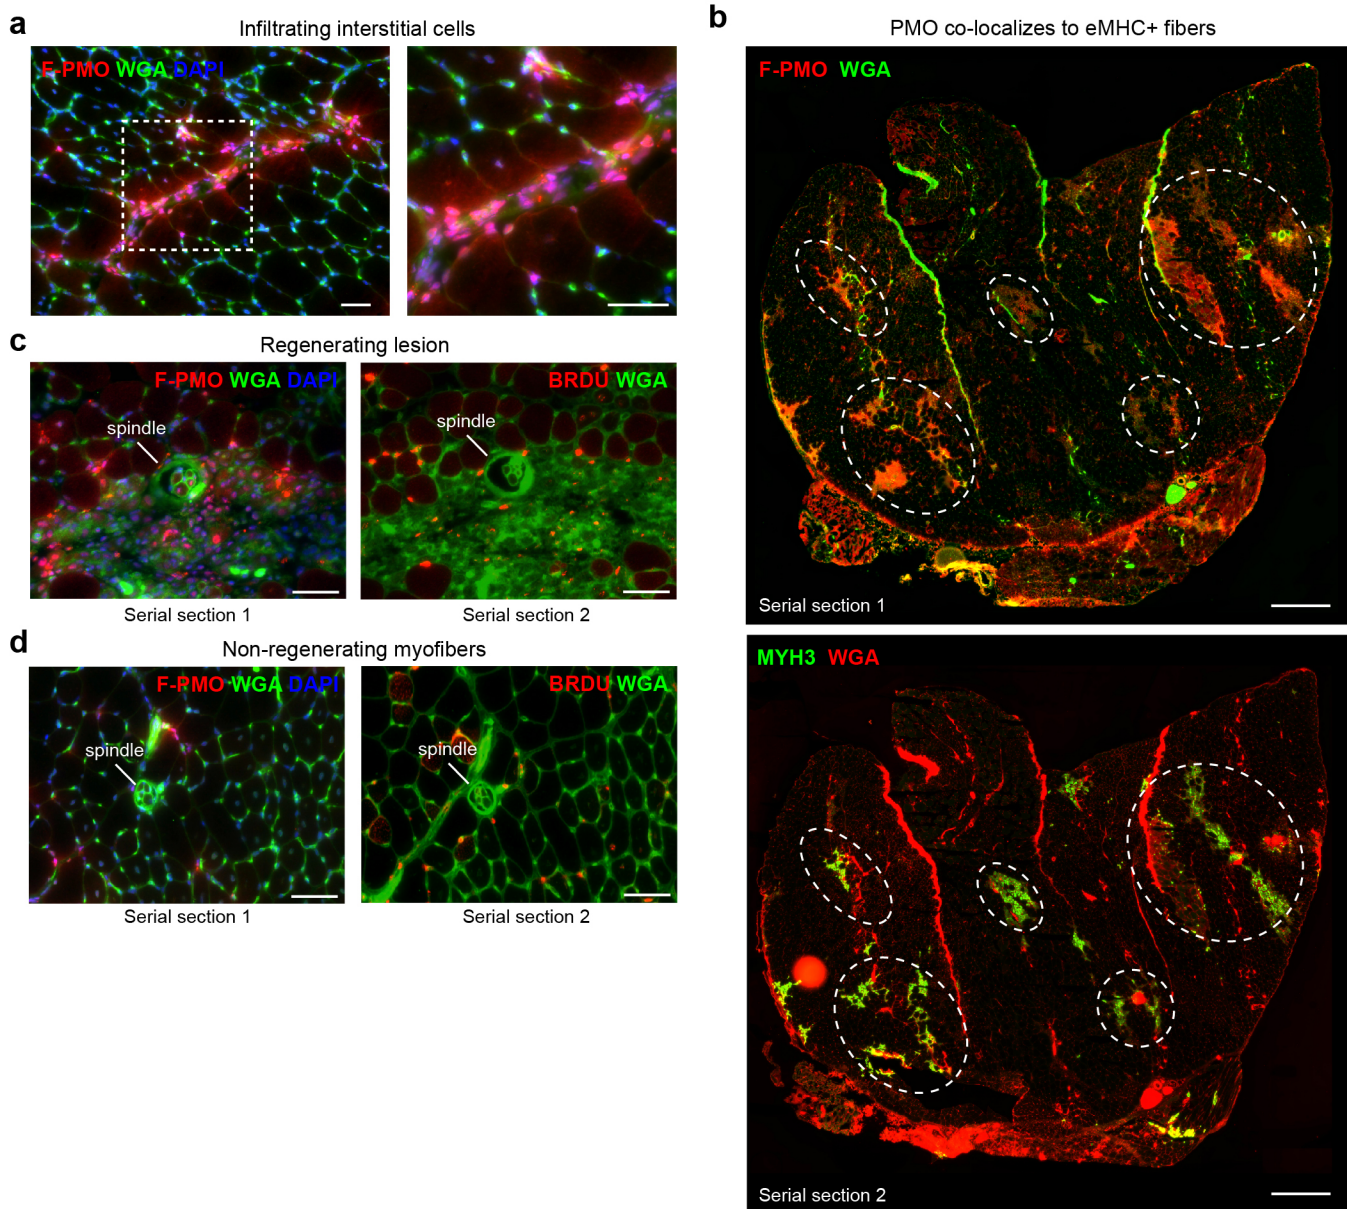 a
Infiltrating interstitial cells
F-PMO WGA DAPI
b
PMO co-localizes to eMHC+ fibers
F-PMO WGA
Serial section 1
MYH3 WGA
Serial section 2
c
Regenerating lesion
F-PMO WGA DAPI
spindle
Serial section 1
BRDU WGA
spindle
Serial section 2
d
Non-regenerating myofibers
F-PMO WGA DAPI
spindle
Serial section 1
BRDU WGA
spindle
Serial section 2